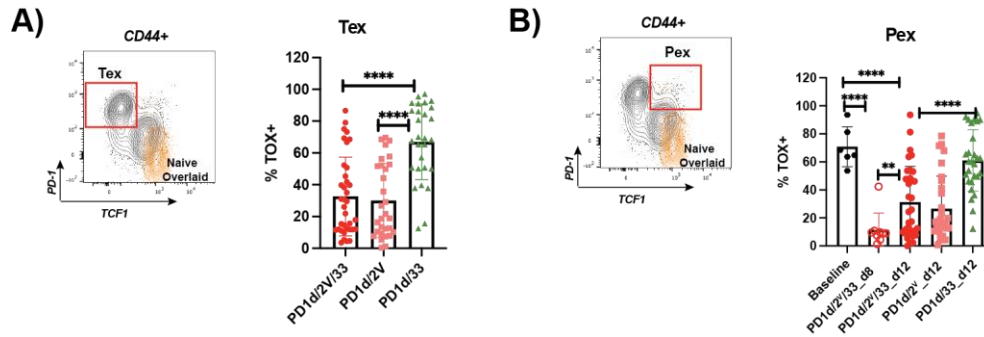 A)
CD44+
Tex
Naive
Overlaid
PD-1
TCF1
Tex
% TOX+
120
100
80
60
40
20
0
****
****
PD1d/2V/33
PD1d/2V
PD1d/33
B)
CD44+
Pex
Naive
Overlaid
PD-1
TCF1
Pex
% TOX+
120
100
80
60
40
20
0
****
****
**
****
Baseline
PD1d/2ᵛ/33_d8
PD1d/2ᵛ/33_d12
PD1d/2ᵛ_d12
PD1d/33_d12